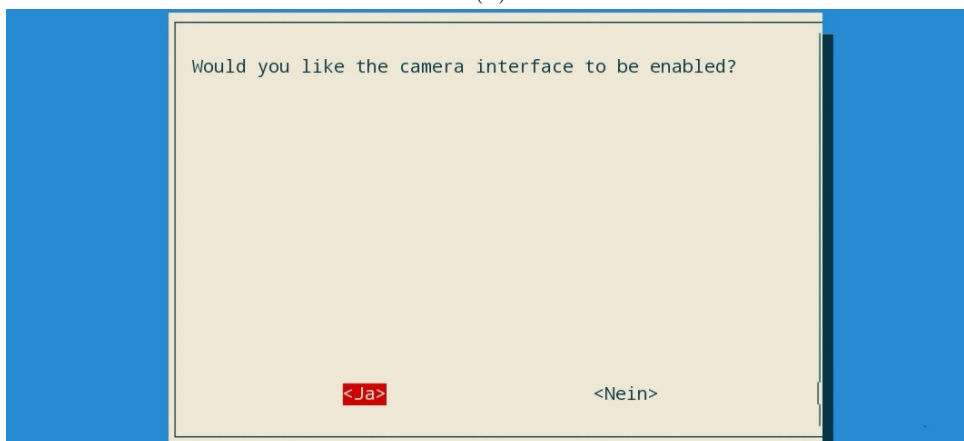 Would you like the camera interface to be enabled?
<Ja> <Nein>